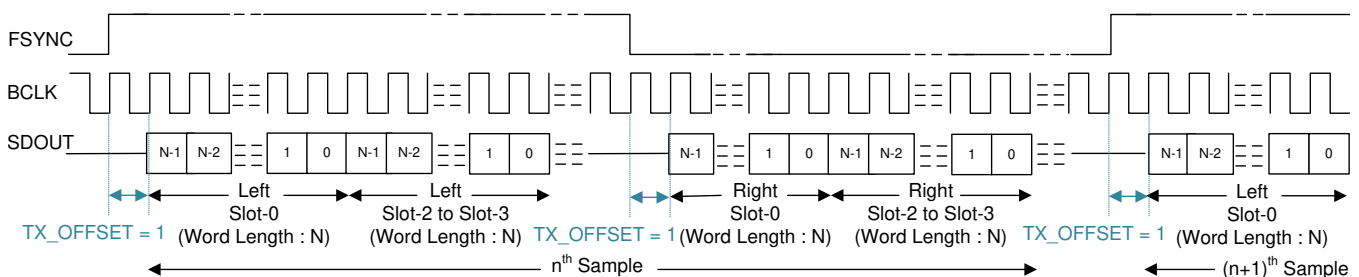 FSYNC
BCLK
SDOUT
N-1 N-2 1 0 N-1 N-2 1 0 N-1 1 0 N-1 N-2 1 0 N-1 N-2 1 0
Left Left Right Right Left
Slot-0 Slot-2 to Slot-3 Slot-0 Slot-2 to Slot-3 Slot-0
TX_OFFSET = 1 (Word Length : N) (Word Length : N) TX_OFFSET = 1 (Word Length : N) (Word Length : N) TX_OFFSET = 1 (Word Length : N)
nth Sample (n+1)th Sample